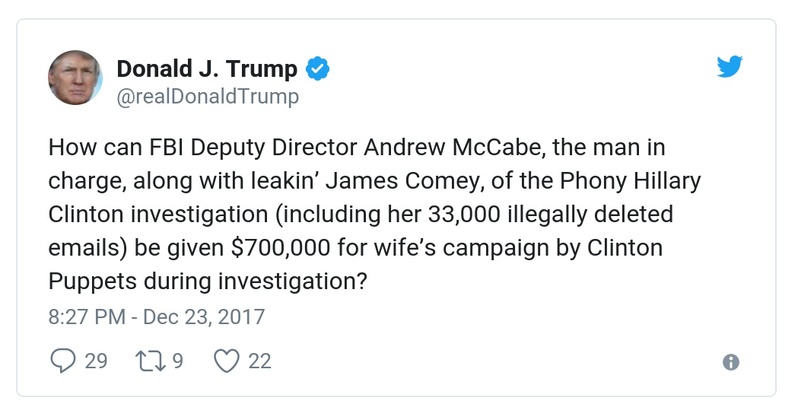 Donald J. Trump
@realDonaldTrump
How can FBI Deputy Director Andrew McCabe, the man in
charge, along with leakin’ James Comey, of the Phony Hillary
Clinton investigation (including her 33,000 illegally deleted
emails) be given $700,000 for wife’s campaign by Clinton
Puppets during investigation?
8:27 PM - Dec 23, 2017
29 9 22